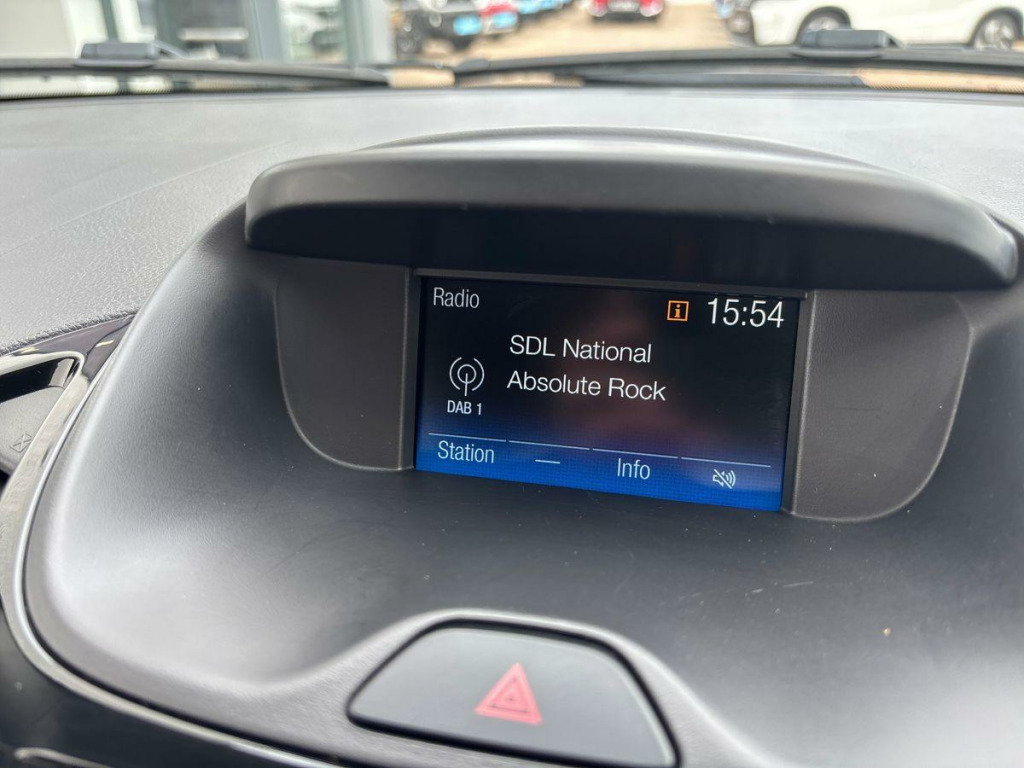 Radio
i 15:54
SDL National
Absolute Rock
DAB 1
Station — Info